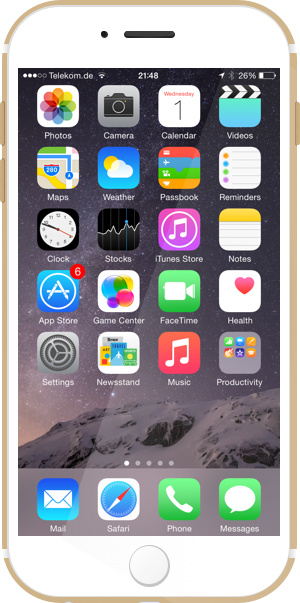 Telekom.de 21:48 26%
Wednesday
1
280
Photos Camera Calendar Videos
Maps Weather Passbook Reminders
Clock Stocks iTunes Store Notes
6
App Store Game Center FaceTime Health
Settings Newsstand Music Productivity
Mail Safari Phone Messages